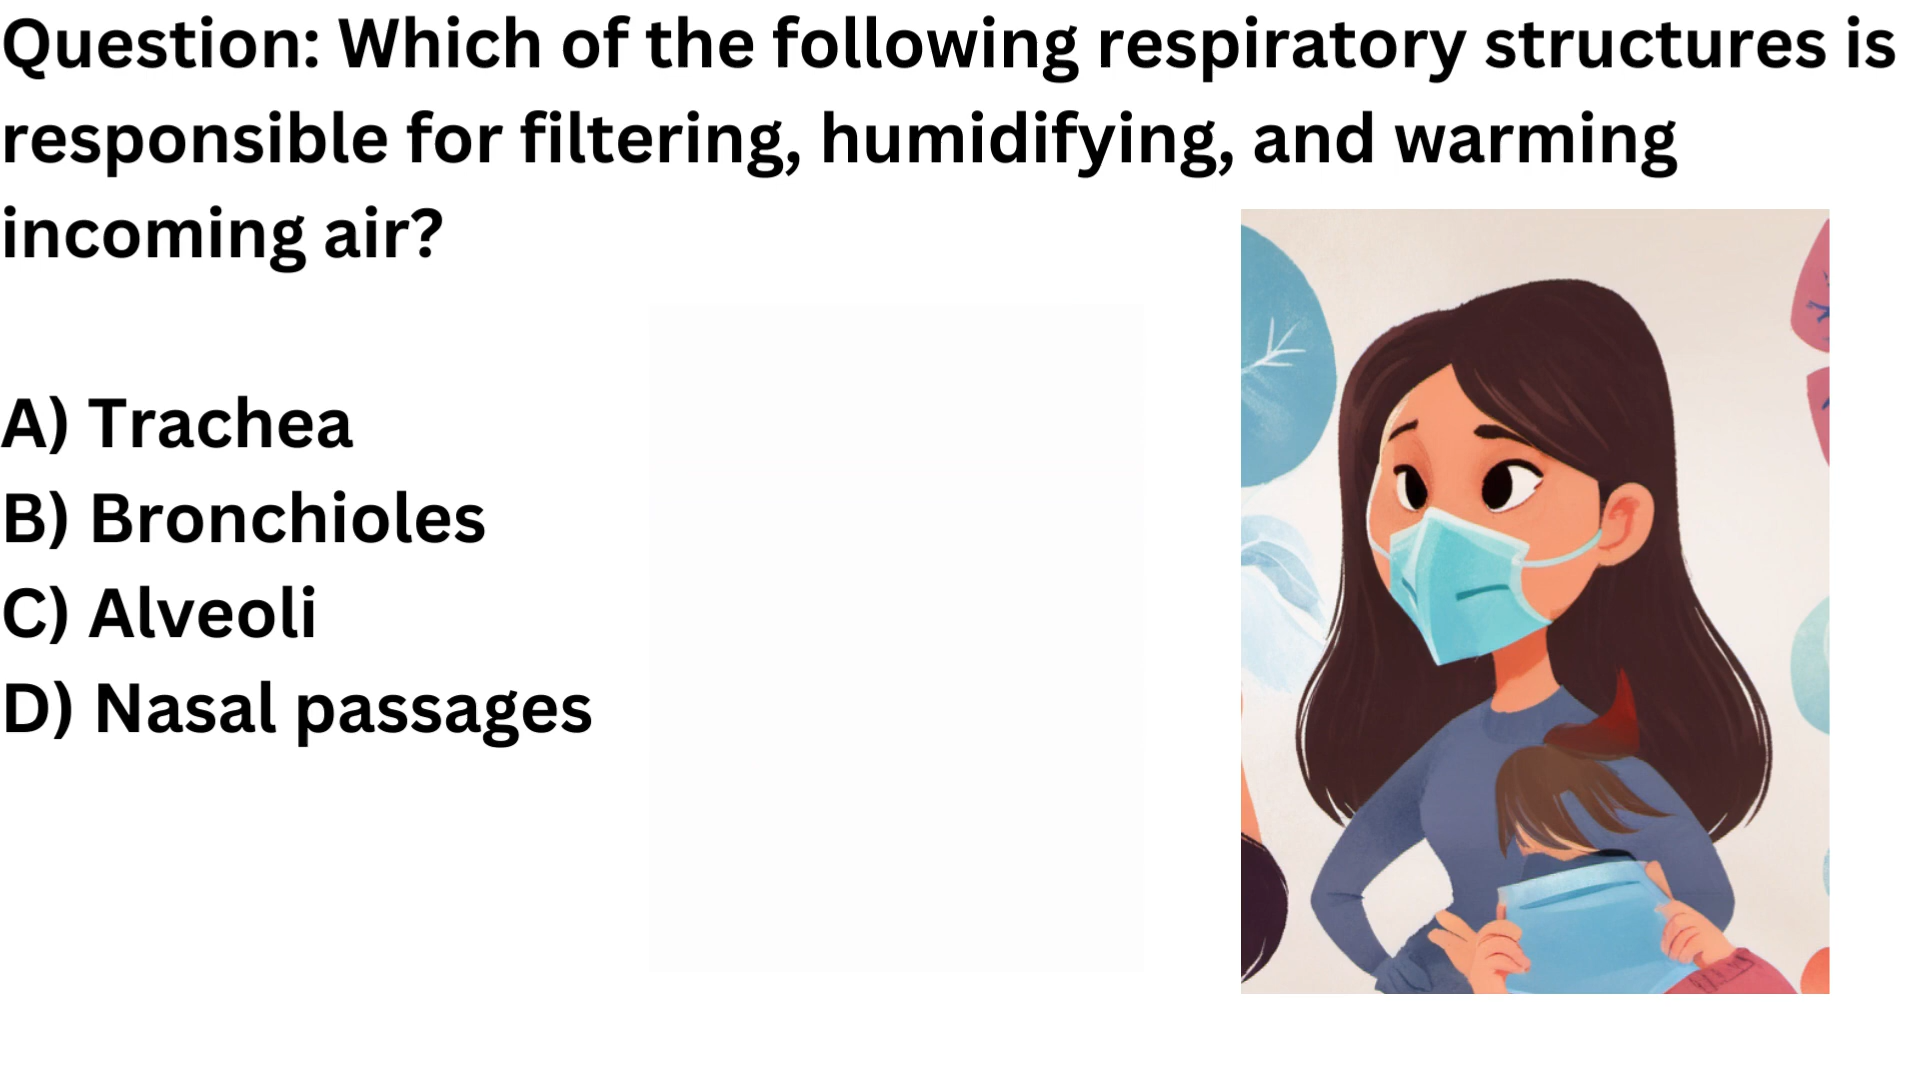 Question: Which of the following respiratory structures is
responsible for filtering, humidifying, and warming
incoming air?
A) Trachea
B) Bronchioles
C) Alveoli
D) Nasal passages